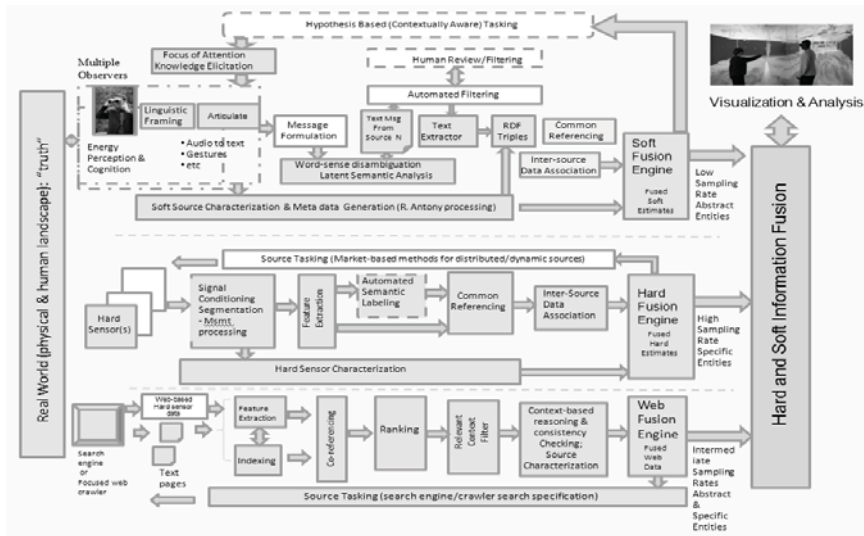 Hypothesis Based (Contextually Aware) Tasking
Multiple
Observers
Focus of Attention
Knowledge Elicitation
Human Review/Filtering
Automated Filtering
Linguistic
Framing
Articulate
Energy
Perception &
Cognition
• Audio to
text
• Gestures
• etc
Message
Formulation
Text Msg
From
Source N
Text
Extractor
RDF
Triples
Common
Referencing
Inter-source
Data Association
Word-sense disambiguation
Latent Semantic Analysis
Soft Source Characterization & Meta data Generation (R. Antony processing)
Soft
Fusion
Engine
Fused
Soft
Estimates
Low
Sampling
Rate
Abstract
Entities
Visualization & Analysis
Real World (physical & human landscape): "truth"
Hard and Soft Information Fusion
Source Tasking (Market-based methods for distributed/dynamic sources)
Hard
Sensor(s)
Signal
Conditioning
Segmentation
- Msmt
processing
Feature
Extraction
Automated
Semantic
Labeling
Common
Referencing
Inter-Source
Data
Association
Hard
Fusion
Engine
Fused
Hard
Estimates
High
Sampling
Rate
Specific
Entities
Hard Sensor Characterization
Search
engine
or
Focused web
crawler
Web-based
Hard sensor
data
Text
pages
Feature
Extraction
Indexing
Co-referencing
Ranking
Relevant
Context
Filter
Context-based
reasoning &
consistency
Checking;
Source
Characterization
Web
Fusion
Engine
Fused
Web
Data
Intermed
iate
Sampling
Rates
Abstract
&
Specific
Entities
Source Tasking (search engine/crawler search specification)